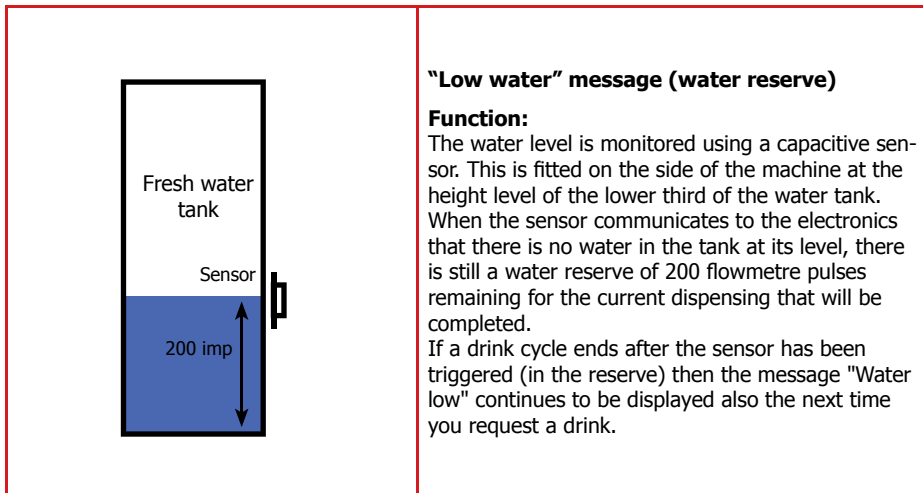 Fresh water
tank
Sensor
200 imp
“Low water” message (water reserve)
Function:
The water level is monitored using a capacitive sen-
sor. This is fitted on the side of the machine at the
height level of the lower third of the water tank.
When the sensor communicates to the electronics
that there is no water in the tank at its level, there
is still a water reserve of 200 flowmetre pulses
remaining for the current dispensing that will be
completed.
If a drink cycle ends after the sensor has been
triggered (in the reserve) then the message "Water
low" continues to be displayed also the next time
you request a drink.